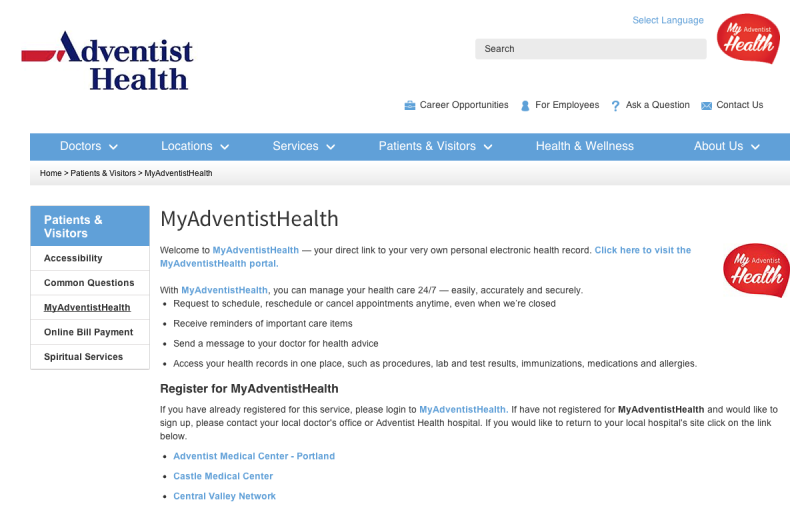 Select Language
Adventist
Health
Search
My Adventist
Health
Career Opportunities
For Employees
? Ask a Question
Contact Us
Doctors
Locations
Services
Patients & Visitors
Health & Wellness
About Us
Home > Patients & Visitors > MyAdventistHealth
Patients &
Visitors
Accessibility
Common Questions
MyAdventistHealth
Online Bill Payment
Spiritual Services
MyAdventistHealth
Welcome to MyAdventistHealth — your direct link to your very own personal electronic health record. Click here to visit the
MyAdventistHealth portal.
My Adventist
Health
With MyAdventistHealth, you can manage your health care 24/7 — easily, accurately and securely.
• Request to schedule, reschedule or cancel appointments anytime, even when we're closed
• Receive reminders of important care items
• Send a message to your doctor for health advice
• Access your health records in one place, such as procedures, lab and test results, immunizations, medications and allergies.
Register for MyAdventistHealth
If you have already registered for this service, please login to MyAdventistHealth. If have not registered for MyAdventistHealth and would like to
sign up, please contact your local doctor's office or Adventist Health hospital. If you would like to return to your local hospital's site click on the link
below.
• Adventist Medical Center - Portland
• Castle Medical Center
• Central Valley Network